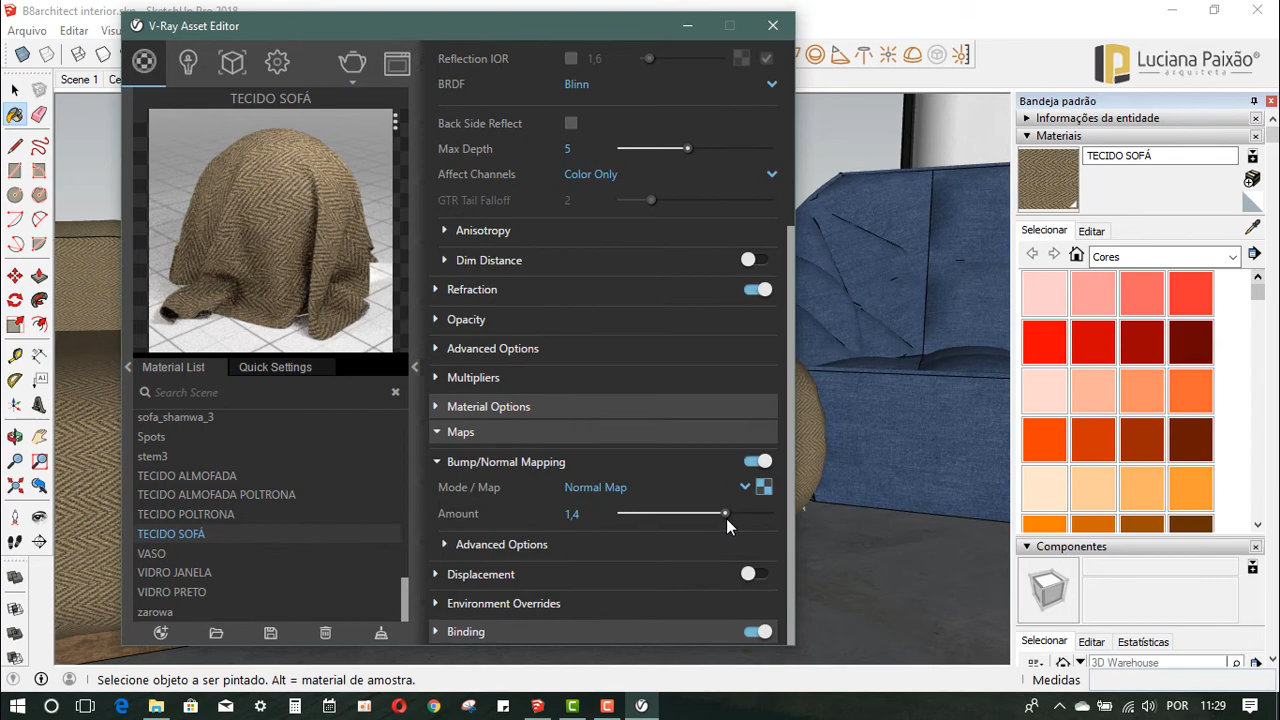 B8architect interior.skp
V-Ray Asset Editor
Arquivo
Editar
Visu
Scene 1
Ce
TECIDO SOFÁ
Material List
Quick Settings
Search Scene
sofa_shamwa_3
Spots
stem3
TECIDO ALMOFADA
TECIDO ALMOFADA POLTRONA
TECIDO POLTRONA
TECIDO SOFÁ
VASO
VIDRO JANELA
VIDRO PRETO
zarowa
Reflection IOR
1,6
BRDF
Blinn
Back Side Reflect
Max Depth
5
Affect Channels
Color Only
GTR Tail Falloff
2
Anisotropy
Dim Distance
Refraction
Opacity
Advanced Options
Multipliers
Material Options
Maps
Bump/Normal Mapping
Mode / Map
Normal Map
Amount
1,4
Advanced Options
Displacement
Environment Overrides
Binding
Luciana Paixão
arquiteta
Bandeja padrão
Informações da entidade
Materiais
TECIDO SOFÁ
Selecionar
Editar
Cores
Componentes
Selecionar
Editar
Estatísticas
3D Warehouse
Selecione objeto a ser pintado. Alt = material de amostra.
Medidas
POR
11:29